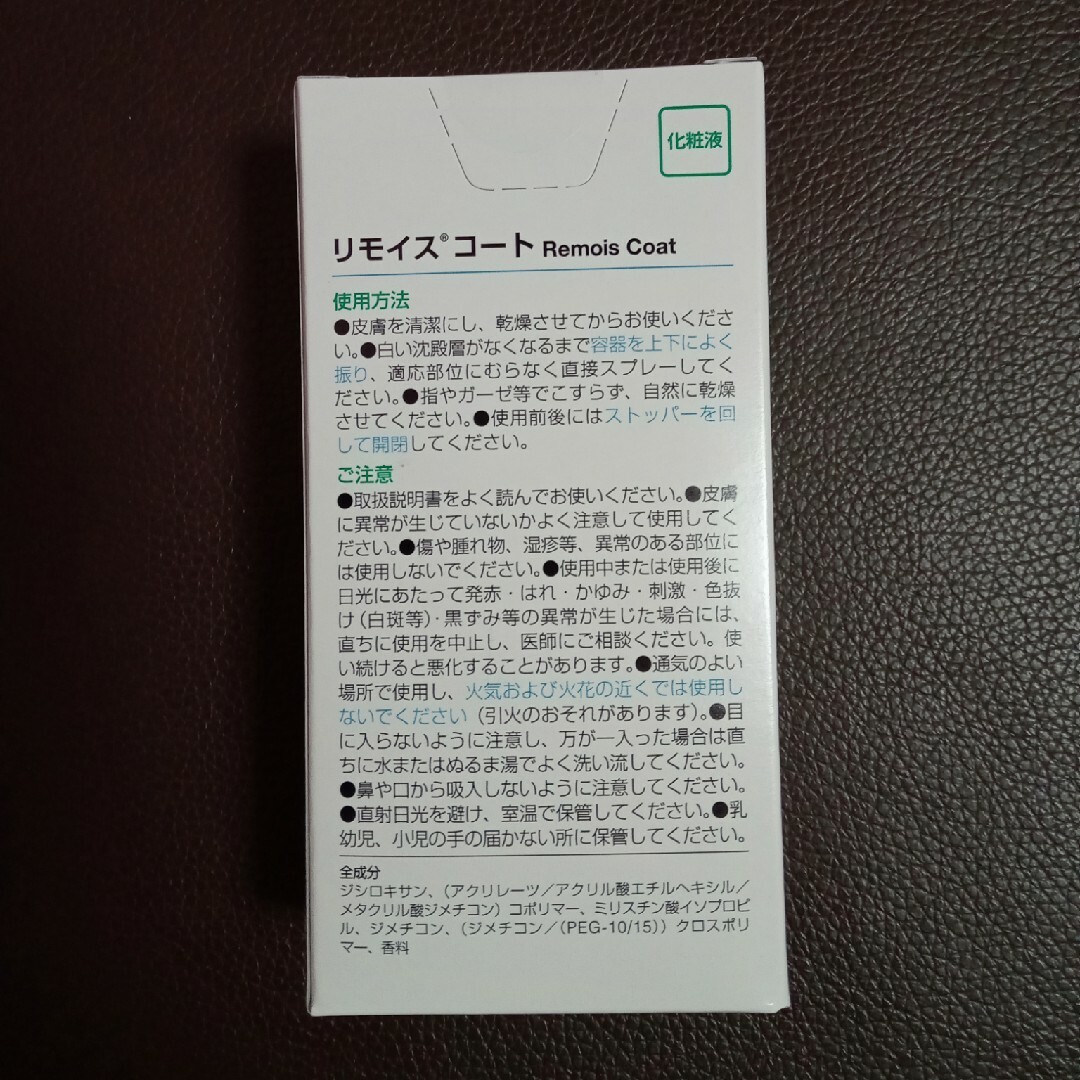 化粧液
リモイス®コート Remois Coat
使用方法
●皮膚を清潔にし、乾燥させてからお使いくださ
い。●白い沈殿層がなくなるまで容器を上下によく
振り、適応部位にむらなく直接スプレーしてく
ださい。●指やガーゼ等でこすらず、自然に乾燥
させてください。●使用前後にはストッパーを回
して開閉してください。
ご注意
●取扱説明書をよく読んでお使いください。●皮膚
に異常が生じていないかよく注意して使用してく
ださい。●傷や腫れ物、湿疹等、異常のある部位に
は使用しないでください。●使用中または使用後に
日光にあたって発赤・はれ・かゆみ・刺激・色抜
け(白斑等)・黒ずみ等の異常が生じた場合には、
直ちに使用を中止し、医師にご相談ください。使
い続けると悪化することがあります。●通気のよい
場所で使用し、火気および火花の近くでは使用し
ないでください(引火のおそれがあります)。●目
に入らないように注意し、万が一入った場合は直
ちに水またはぬるま湯でよく洗い流してください。
●鼻や口から吸入しないように注意してください。
●直射日光を避け、室温で保管してください。●乳
幼児、小児の手の届かない所に保管してください。
全成分
ジシロキサン、(アクリレーツ/アクリル酸エチルヘキシル/
メタクリル酸ジメチコン)コポリマー、ミリスチン酸イソプロピ
ル、ジメチコン、(ジメチコン/(PEG-10/15))クロスポリ
マー、香料